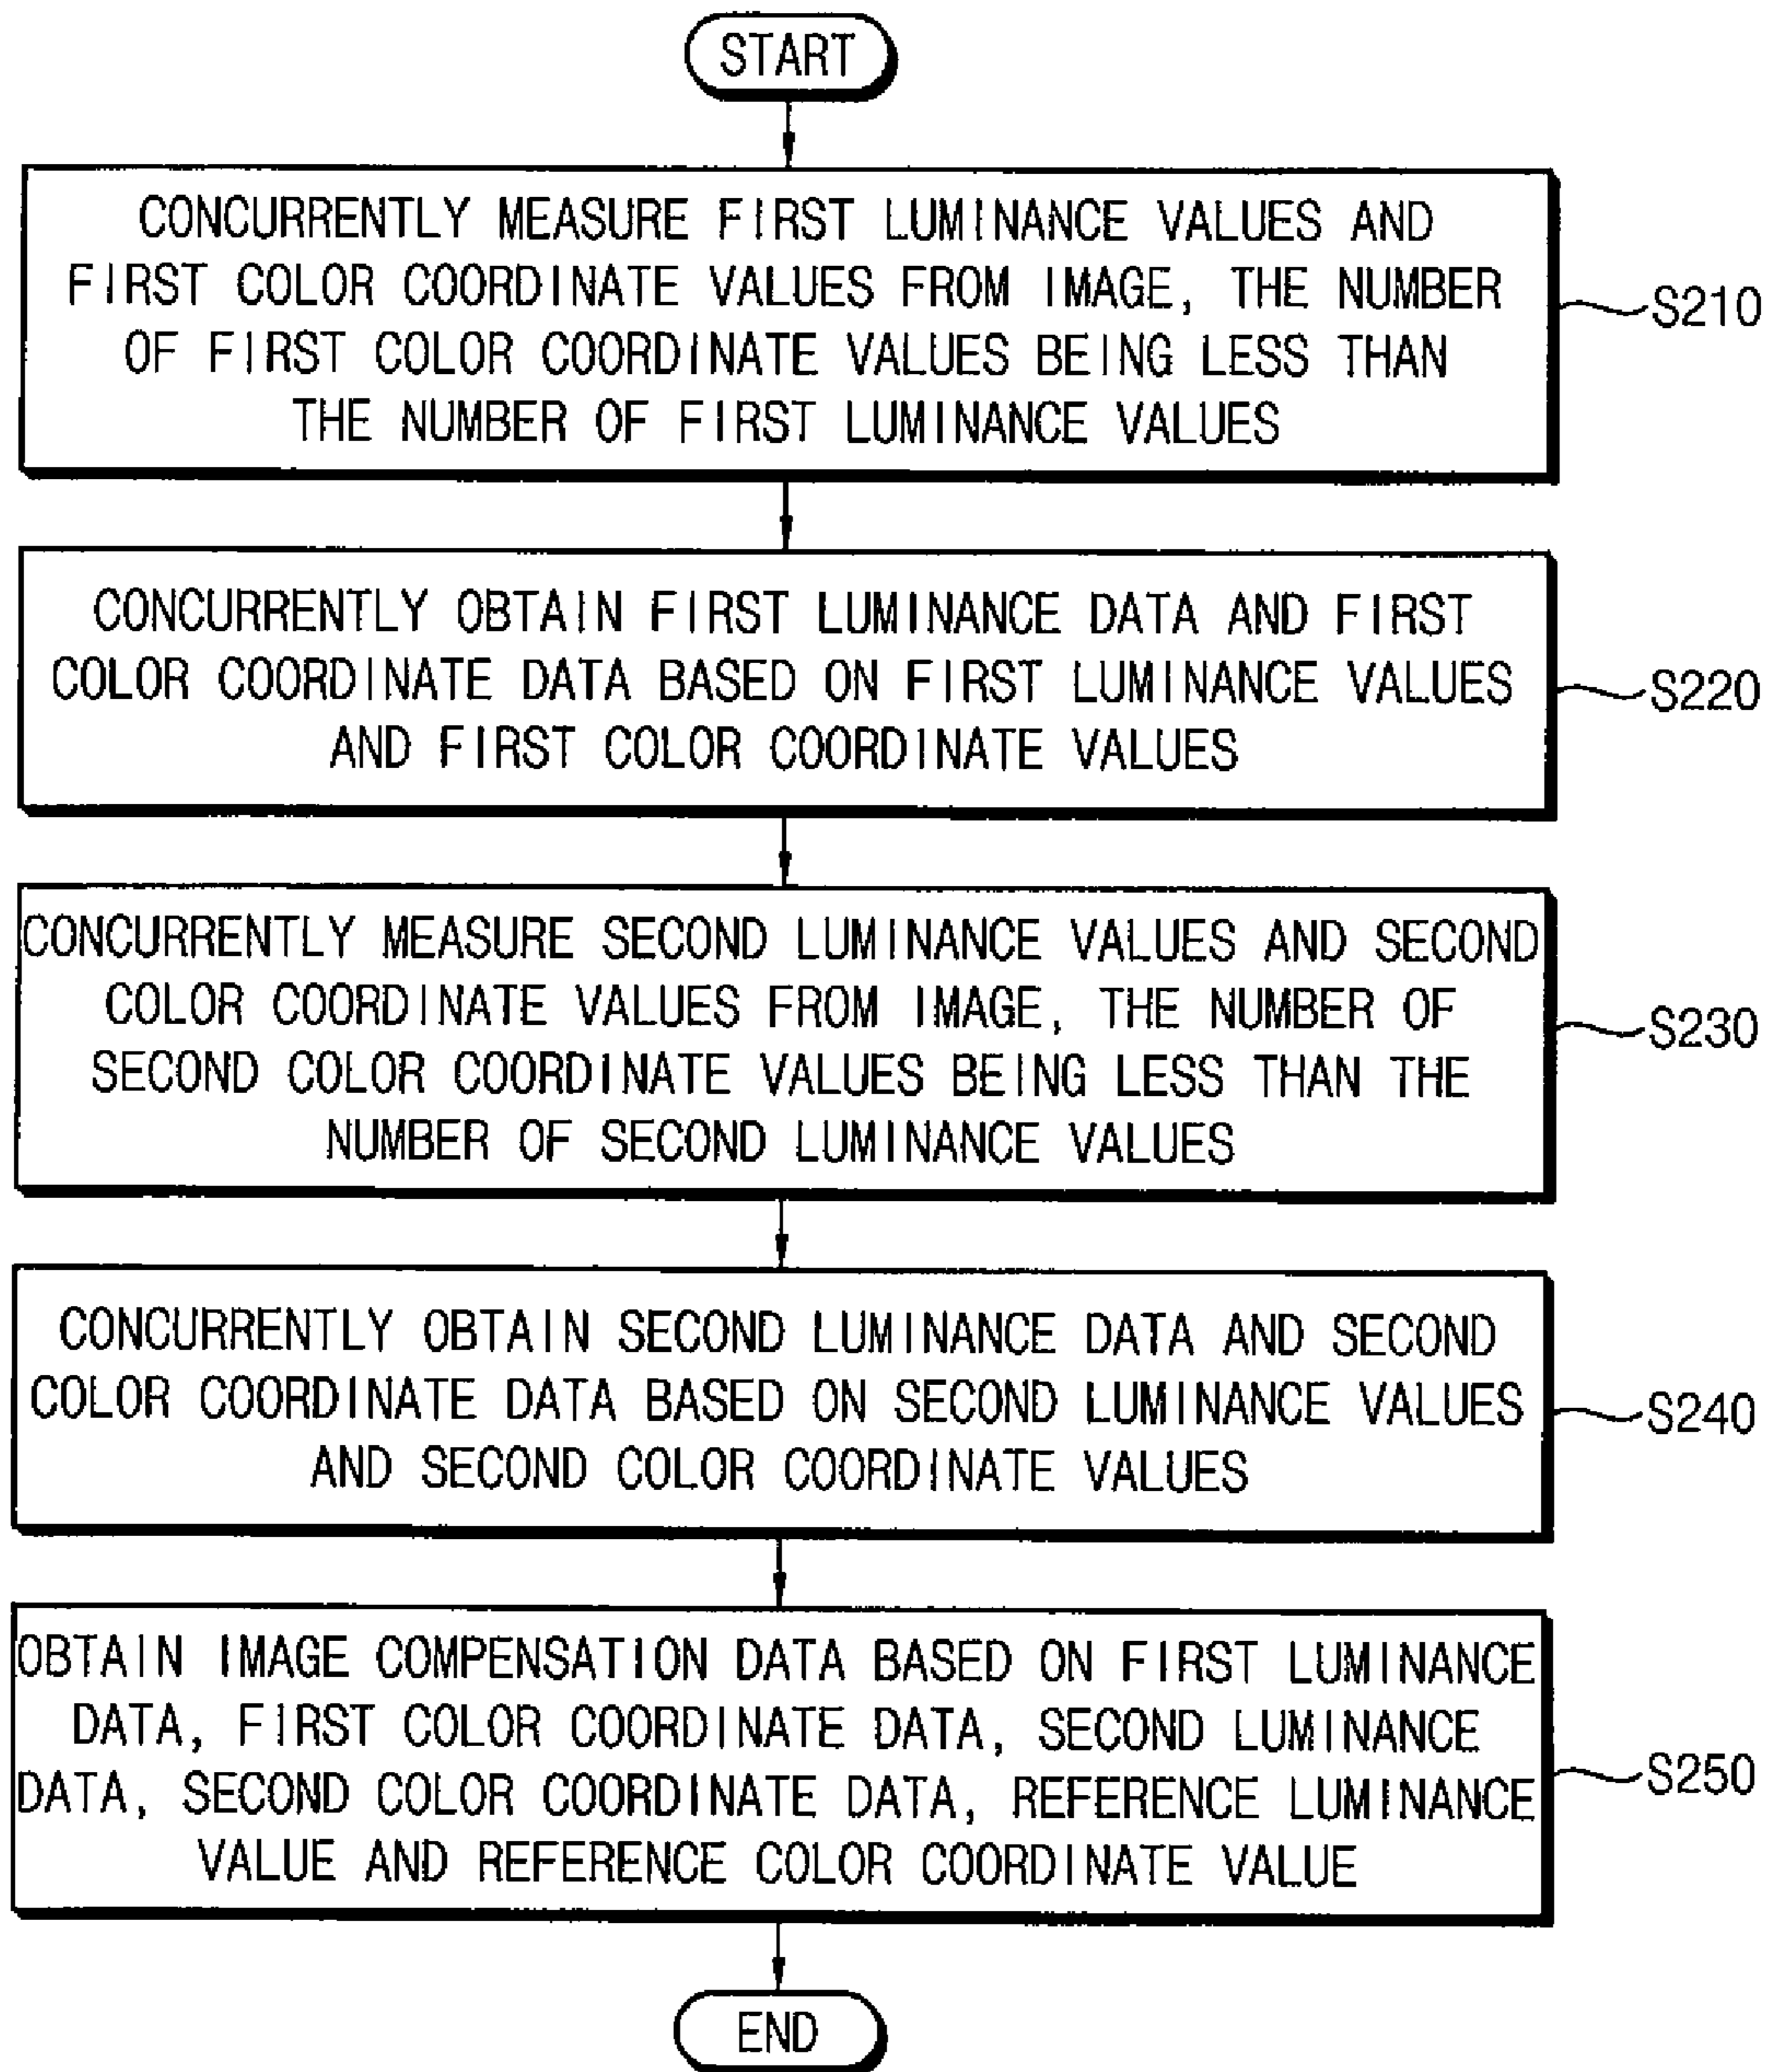 START
CONCURRENTLY MEASURE FIRST LUMINANCE VALUES AND
FIRST COLOR COORDINATE VALUES FROM IMAGE, THE NUMBER
OF FIRST COLOR COORDINATE VALUES BEING LESS THAN
THE NUMBER OF FIRST LUMINANCE VALUES
S210
CONCURRENTLY OBTAIN FIRST LUMINANCE DATA AND FIRST
COLOR COORDINATE DATA BASED ON FIRST LUMINANCE VALUES
AND FIRST COLOR COORDINATE VALUES
S220
CONCURRENTLY MEASURE SECOND LUMINANCE VALUES AND SECOND
COLOR COORDINATE VALUES FROM IMAGE, THE NUMBER OF
SECOND COLOR COORDINATE VALUES BEING LESS THAN THE
NUMBER OF SECOND LUMINANCE VALUES
S230
CONCURRENTLY OBTAIN SECOND LUMINANCE DATA AND SECOND
COLOR COORDINATE DATA BASED ON SECOND LUMINANCE VALUES
AND SECOND COLOR COORDINATE VALUES
S240
OBTAIN IMAGE COMPENSATION DATA BASED ON FIRST LUMINANCE
DATA, FIRST COLOR COORDINATE DATA, SECOND LUMINANCE
DATA, SECOND COLOR COORDINATE DATA, REFERENCE LUMINANCE
VALUE AND REFERENCE COLOR COORDINATE VALUE
S250
END